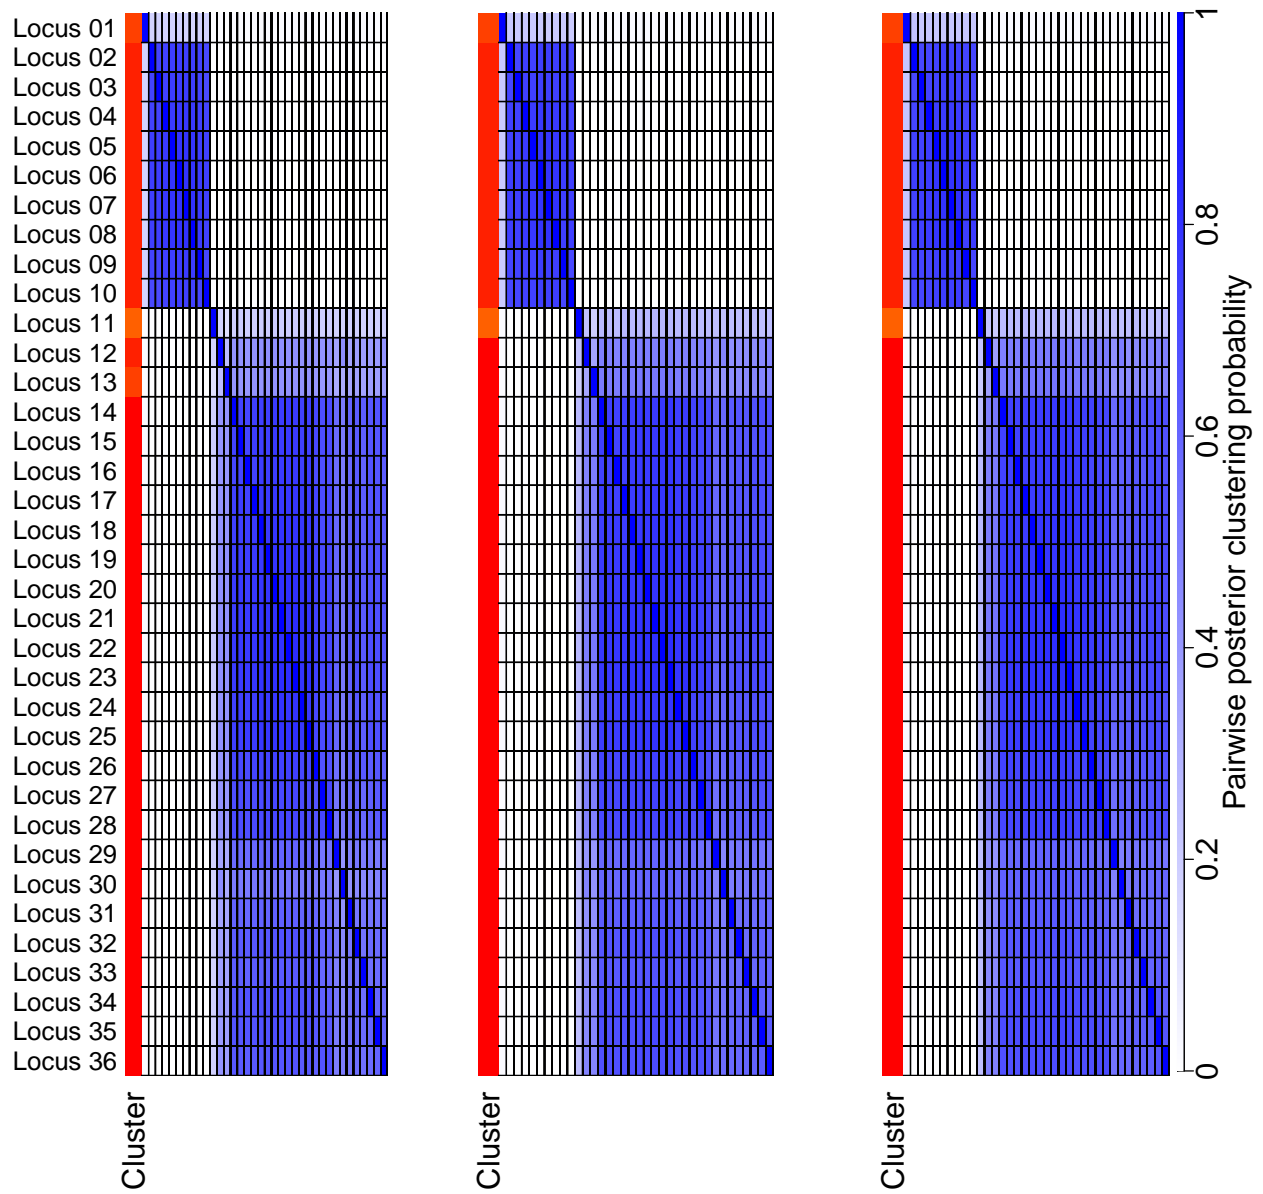 Locus 01
Locus 02
Locus 03
Locus 04
Locus 05
Locus 06
Locus 07
Locus 08
Locus 09
Locus 10
Locus 11
Locus 12
Locus 13
Locus 14
Locus 15
Locus 16
Locus 17
Locus 18
Locus 19
Locus 20
Locus 21
Locus 22
Locus 23
Locus 24
Locus 25
Locus 26
Locus 27
Locus 28
Locus 29
Locus 30
Locus 31
Locus 32
Locus 33
Locus 34
Locus 35
Locus 36
Cluster
Cluster
Cluster
0
0.2
0.4
0.6
0.8
1
Pairwise posterior clustering probability